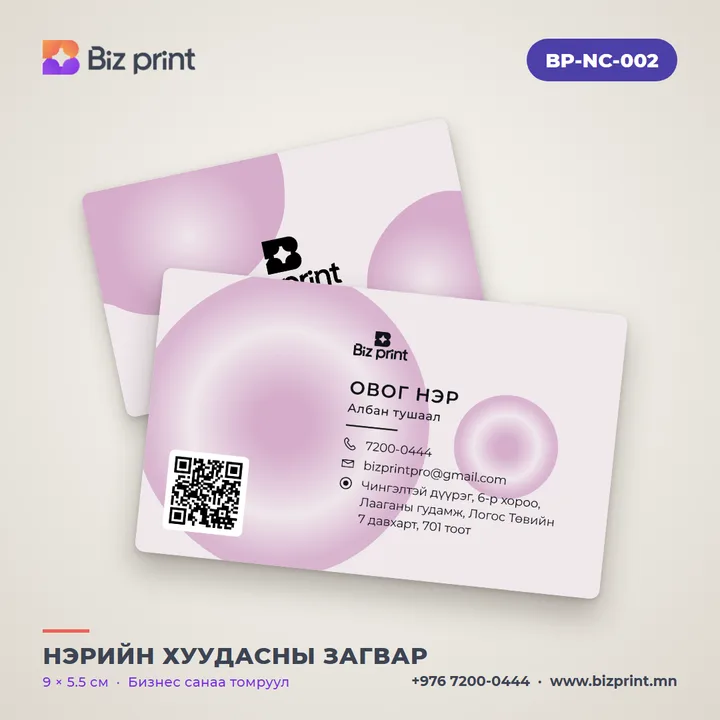 Biz print
BP-NC-002
print
Biz print
ОВОГ НЭР
Албан тушаал
7200-0444
bizprintpro@gmail.com
Чингэлтэй дүүрэг, 6-р хороо,
Лааганы гудамж, Логос Төвийн
7 давхарт, 701 тоот
НЭРИЙН ХУУДАСНЫ ЗАГВАР
9 × 5.5 см · Бизнес санаа томруул
+976 7200-0444 · www.bizprint.mn